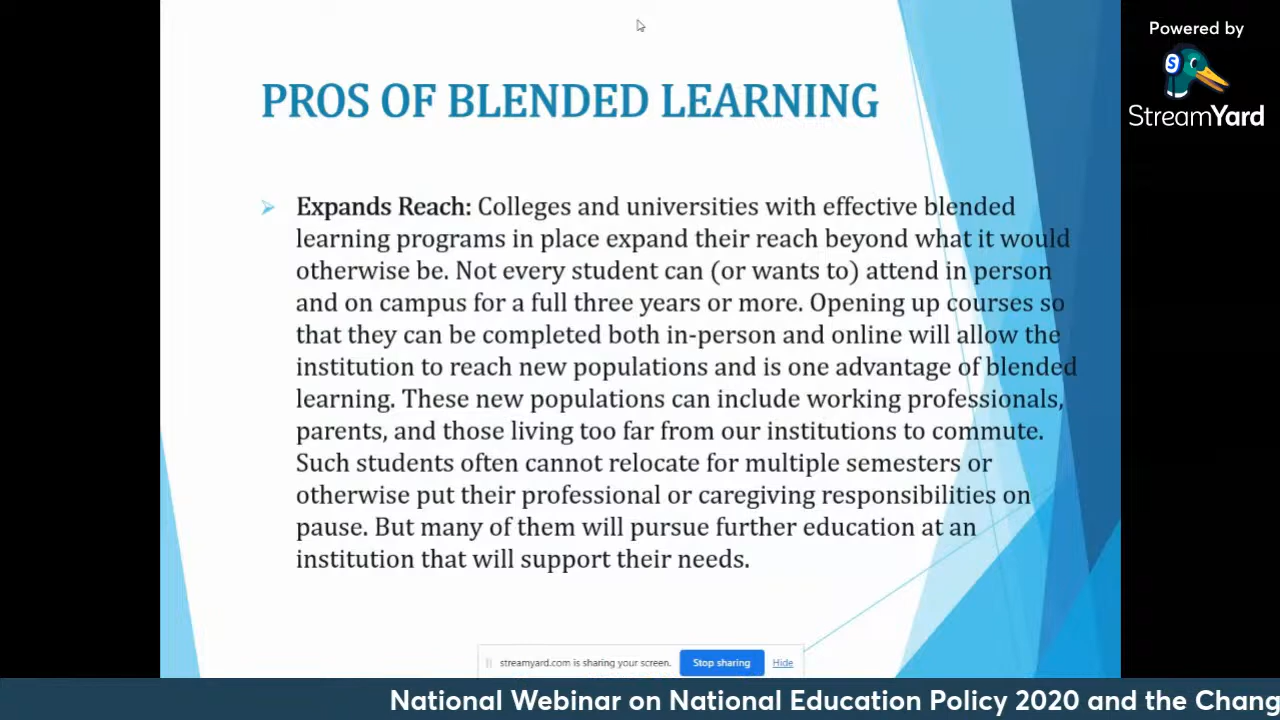 Powered by
StreamYard
PROS OF BLENDED LEARNING
Expands Reach: Colleges and universities with effective blended
learning programs in place expand their reach beyond what it would
otherwise be. Not every student can (or wants to) attend in person
and on campus for a full three years or more. Opening up courses so
that they can be completed both in-person and online will allow the
institution to reach new populations and is one advantage of blended
learning. These new populations can include working professionals,
parents, and those living too far from our institutions to commute.
Such students often cannot relocate for multiple semesters or
otherwise put their professional or caregiving responsibilities on
pause. But many of them will pursue further education at an
institution that will support their needs.
streamyard.com is sharing your screen. Stop sharing Hide
National Webinar on National Education Policy 2020 and the Chang